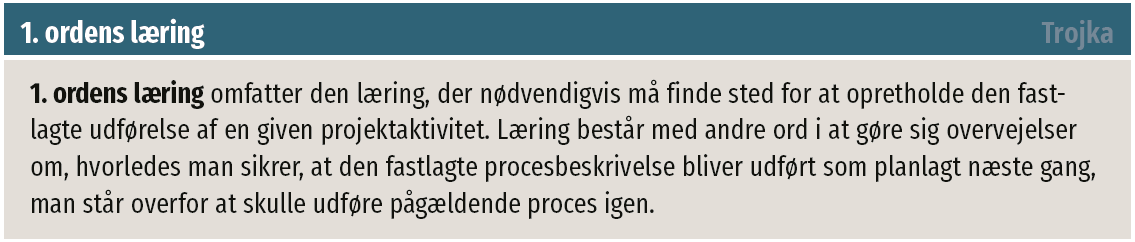 1. ordens læring Trojka
1. ordens læring omfatter den læring, der nødvendigvis må finde sted for at opretholde den fast-
lagte udførelse af en given projektaktivitet. Læring består med andre ord i at gøre sig overvejelser
om, hvorledes man sikrer, at den fastlagte procesbeskrivelse bliver udført som planlagt næste gang,
man står overfor at skulle udføre pågældende proces igen.